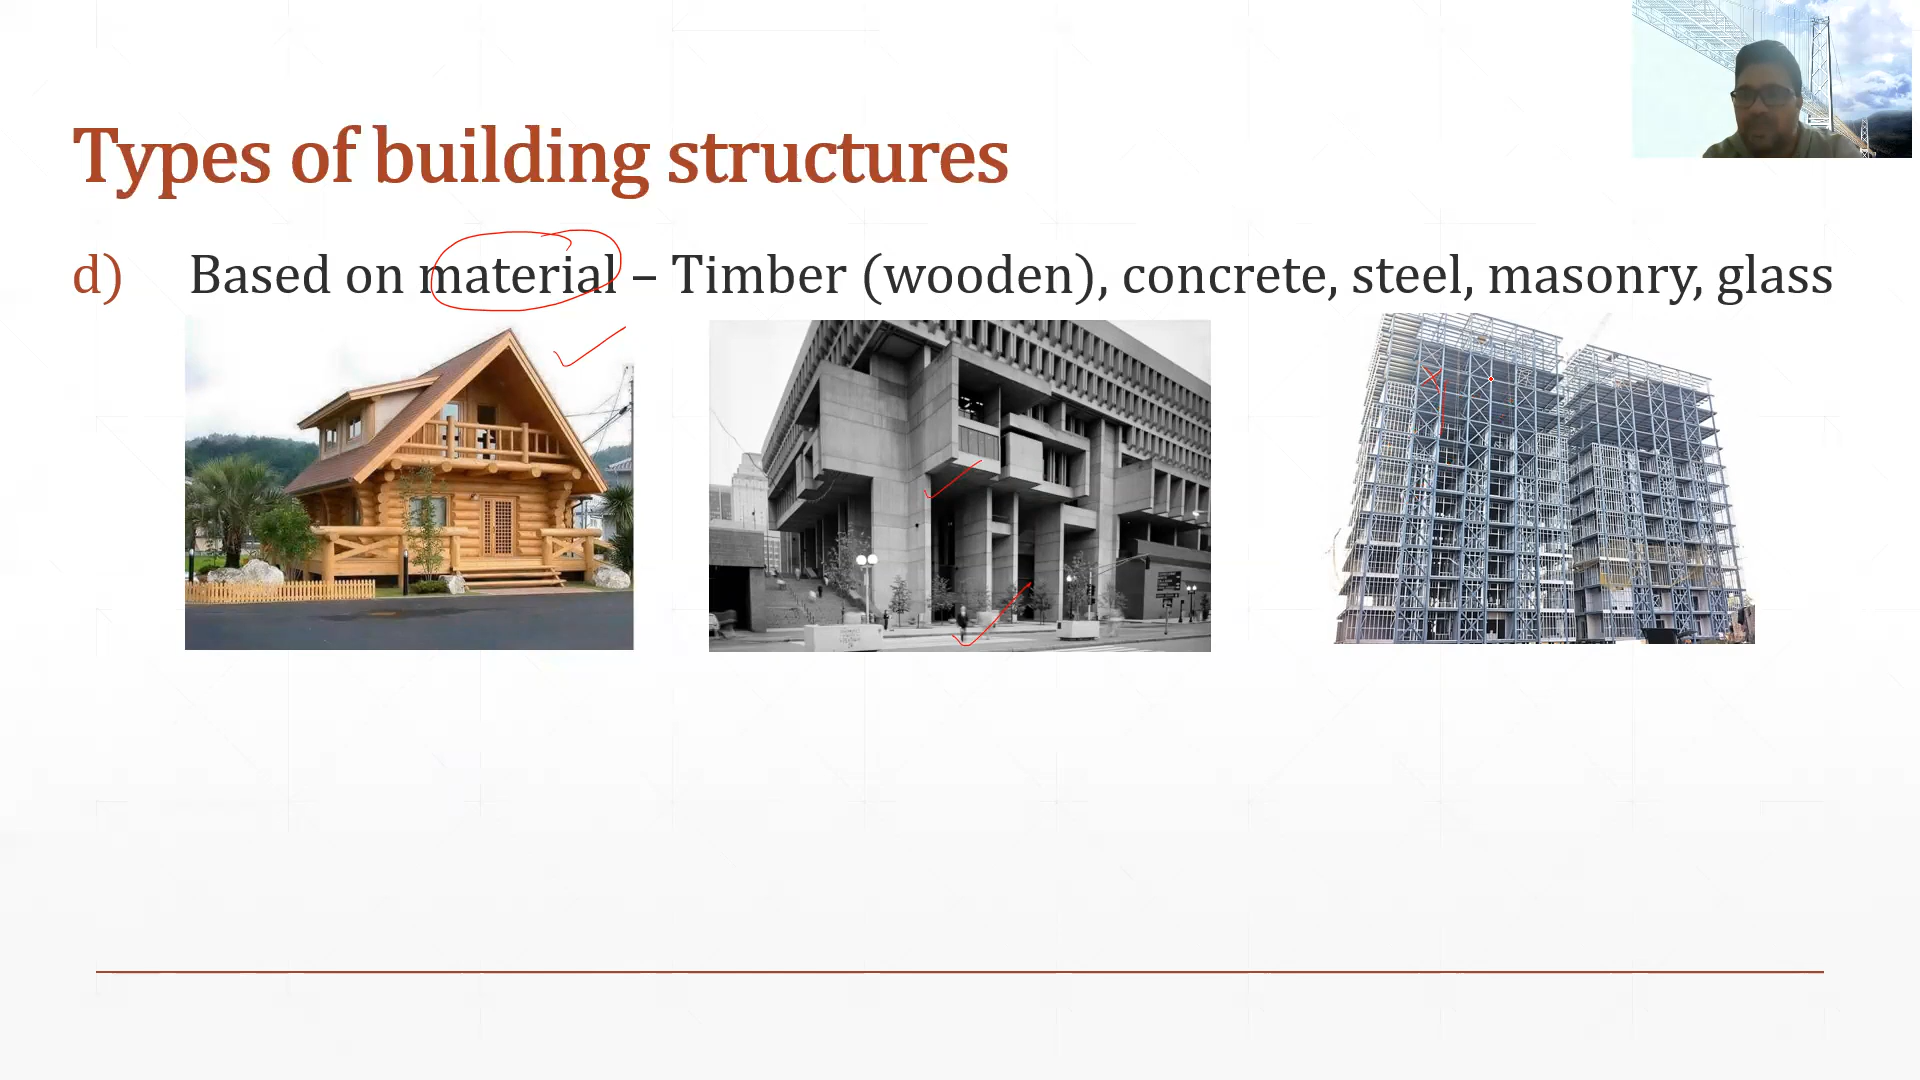 Types of building structures
d) Based on material – Timber (wooden), concrete, steel, masonry, glass